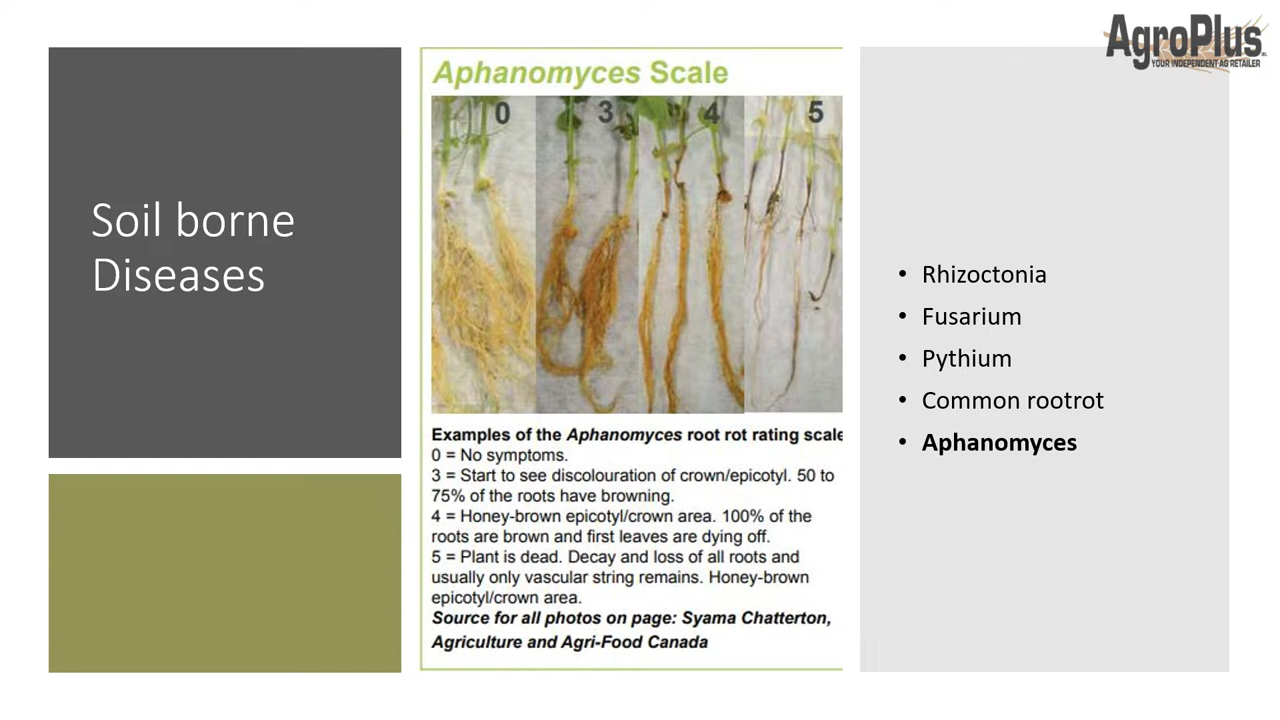 AgroPlus
YOUR INDEPENDENT AG RETAILER
Soil borne
Diseases
Aphanomyces Scale
0 3 4 5
Examples of the Aphanomyces root rot rating scale
0 = No symptoms.
3 = Start to see discolouration of crown/epicotyl. 50 to
75% of the roots have browning.
4 = Honey-brown epicotyl/crown area. 100% of the
roots are brown and first leaves are dying off.
5 = Plant is dead. Decay and loss of all roots and
usually only vascular string remains. Honey-brown
epicotyl/crown area.
Source for all photos on page: Syama Chatterton,
Agriculture and Agri-Food Canada
• Rhizoctonia
• Fusarium
• Pythium
• Common rootrot
• Aphanomyces